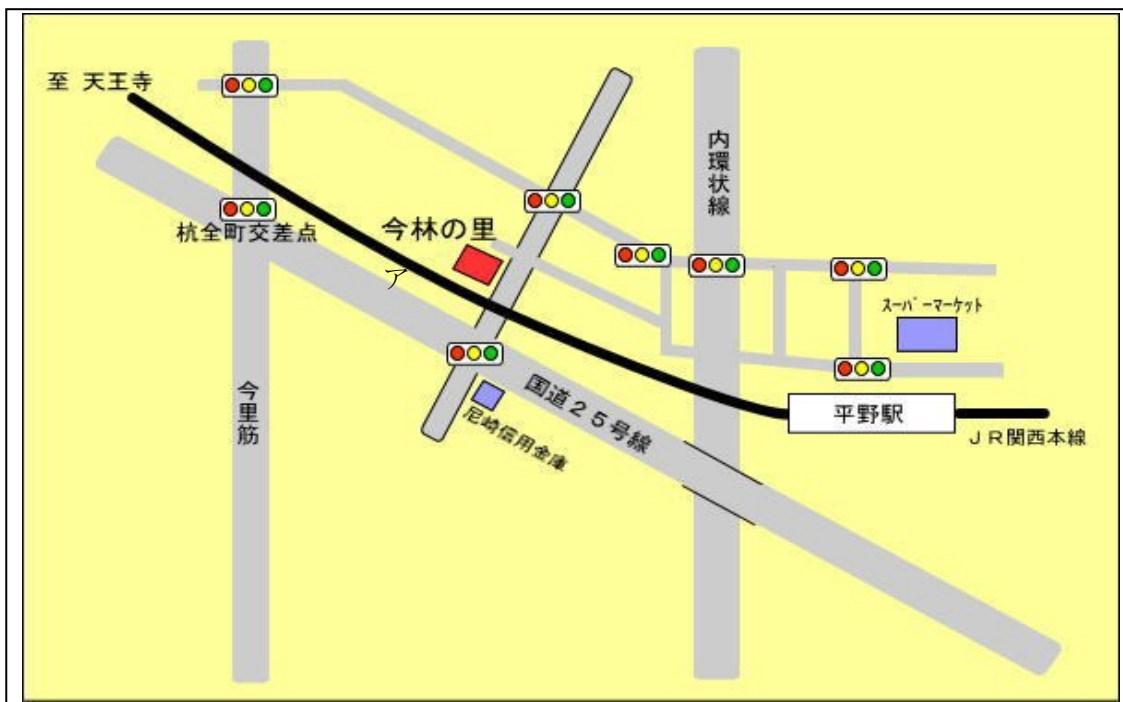 至 天王寺
内環状線
杭全町交差点
今林の里
ア
スーパーマーケット
今里筋
国道２５号線
尼崎信用金庫
平野駅
ＪＲ関西本線